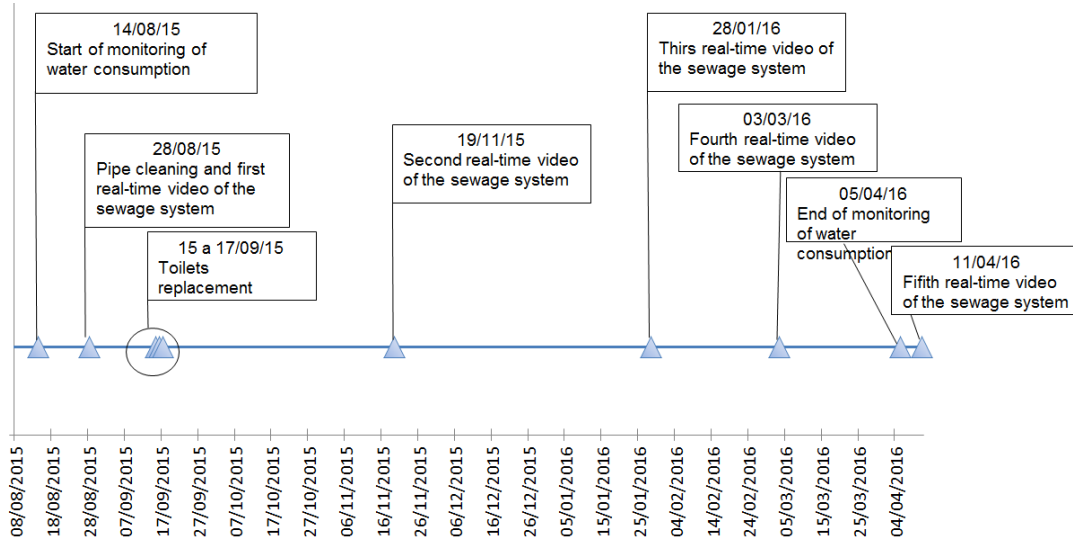 14/08/15
Start of monitoring of
water consumption
28/08/15
Pipe cleaning and first
real-time video of the
sewage system
15 a 17/09/15
Toilets
replacement
19/11/15
Second real-time video
of the sewage system
28/01/16
Thirs real-time video of
the sewage system
03/03/16
Fourth real-time video
of the sewage system
05/04/16
End of monitoring
of water
consumption
11/04/16
Fifith real-time video
of the sewage system
08/08/2015
18/08/2015
28/08/2015
07/09/2015
17/09/2015
27/09/2015
07/10/2015
17/10/2015
27/10/2015
06/11/2015
16/11/2015
26/11/2015
06/12/2015
16/12/2015
26/12/2015
05/01/2016
15/01/2016
25/01/2016
04/02/2016
14/02/2016
24/02/2016
05/03/2016
15/03/2016
25/03/2016
04/04/2016